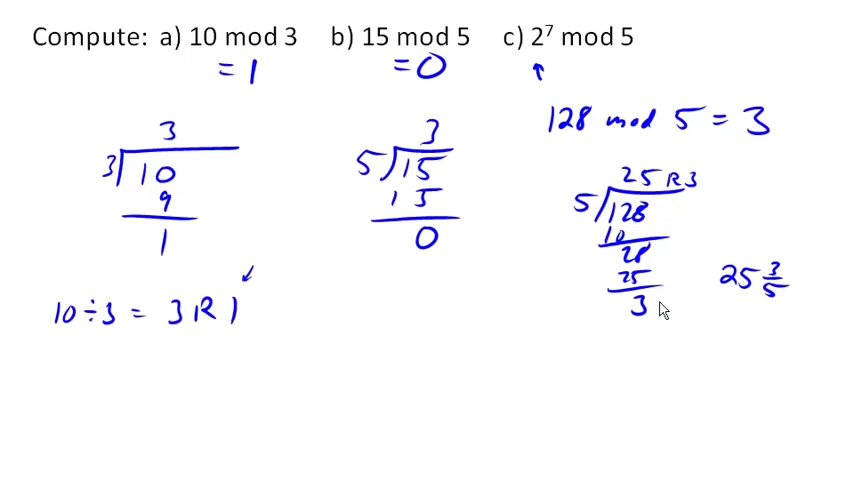 Compute: a) 10 mod 3 b) 15 mod 5 c) 2⁷ mod 5
= 1 = 0
128 mod 5 = 3
3
3 10
9
1
10 ÷ 3 = 3 R 1
3
5 15
15
0
25 R3
5 128
10
28
25
3
25 3/5